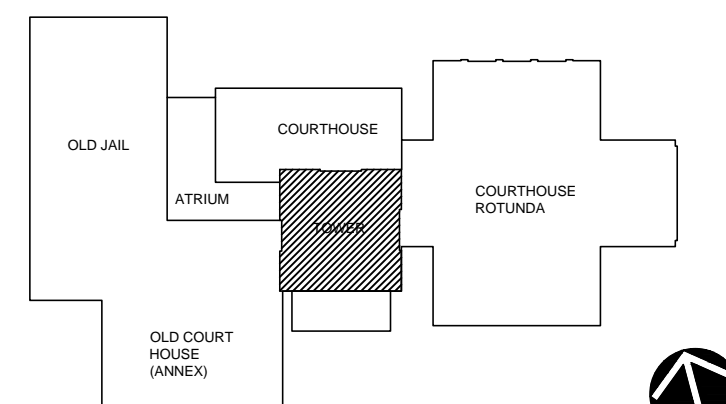 COURTHOUSE
OLD JAIL
COURTHOUSE
ROTUNDA
ATRIUM
TOWER
OLD COURT
HOUSE
(ANNEX)